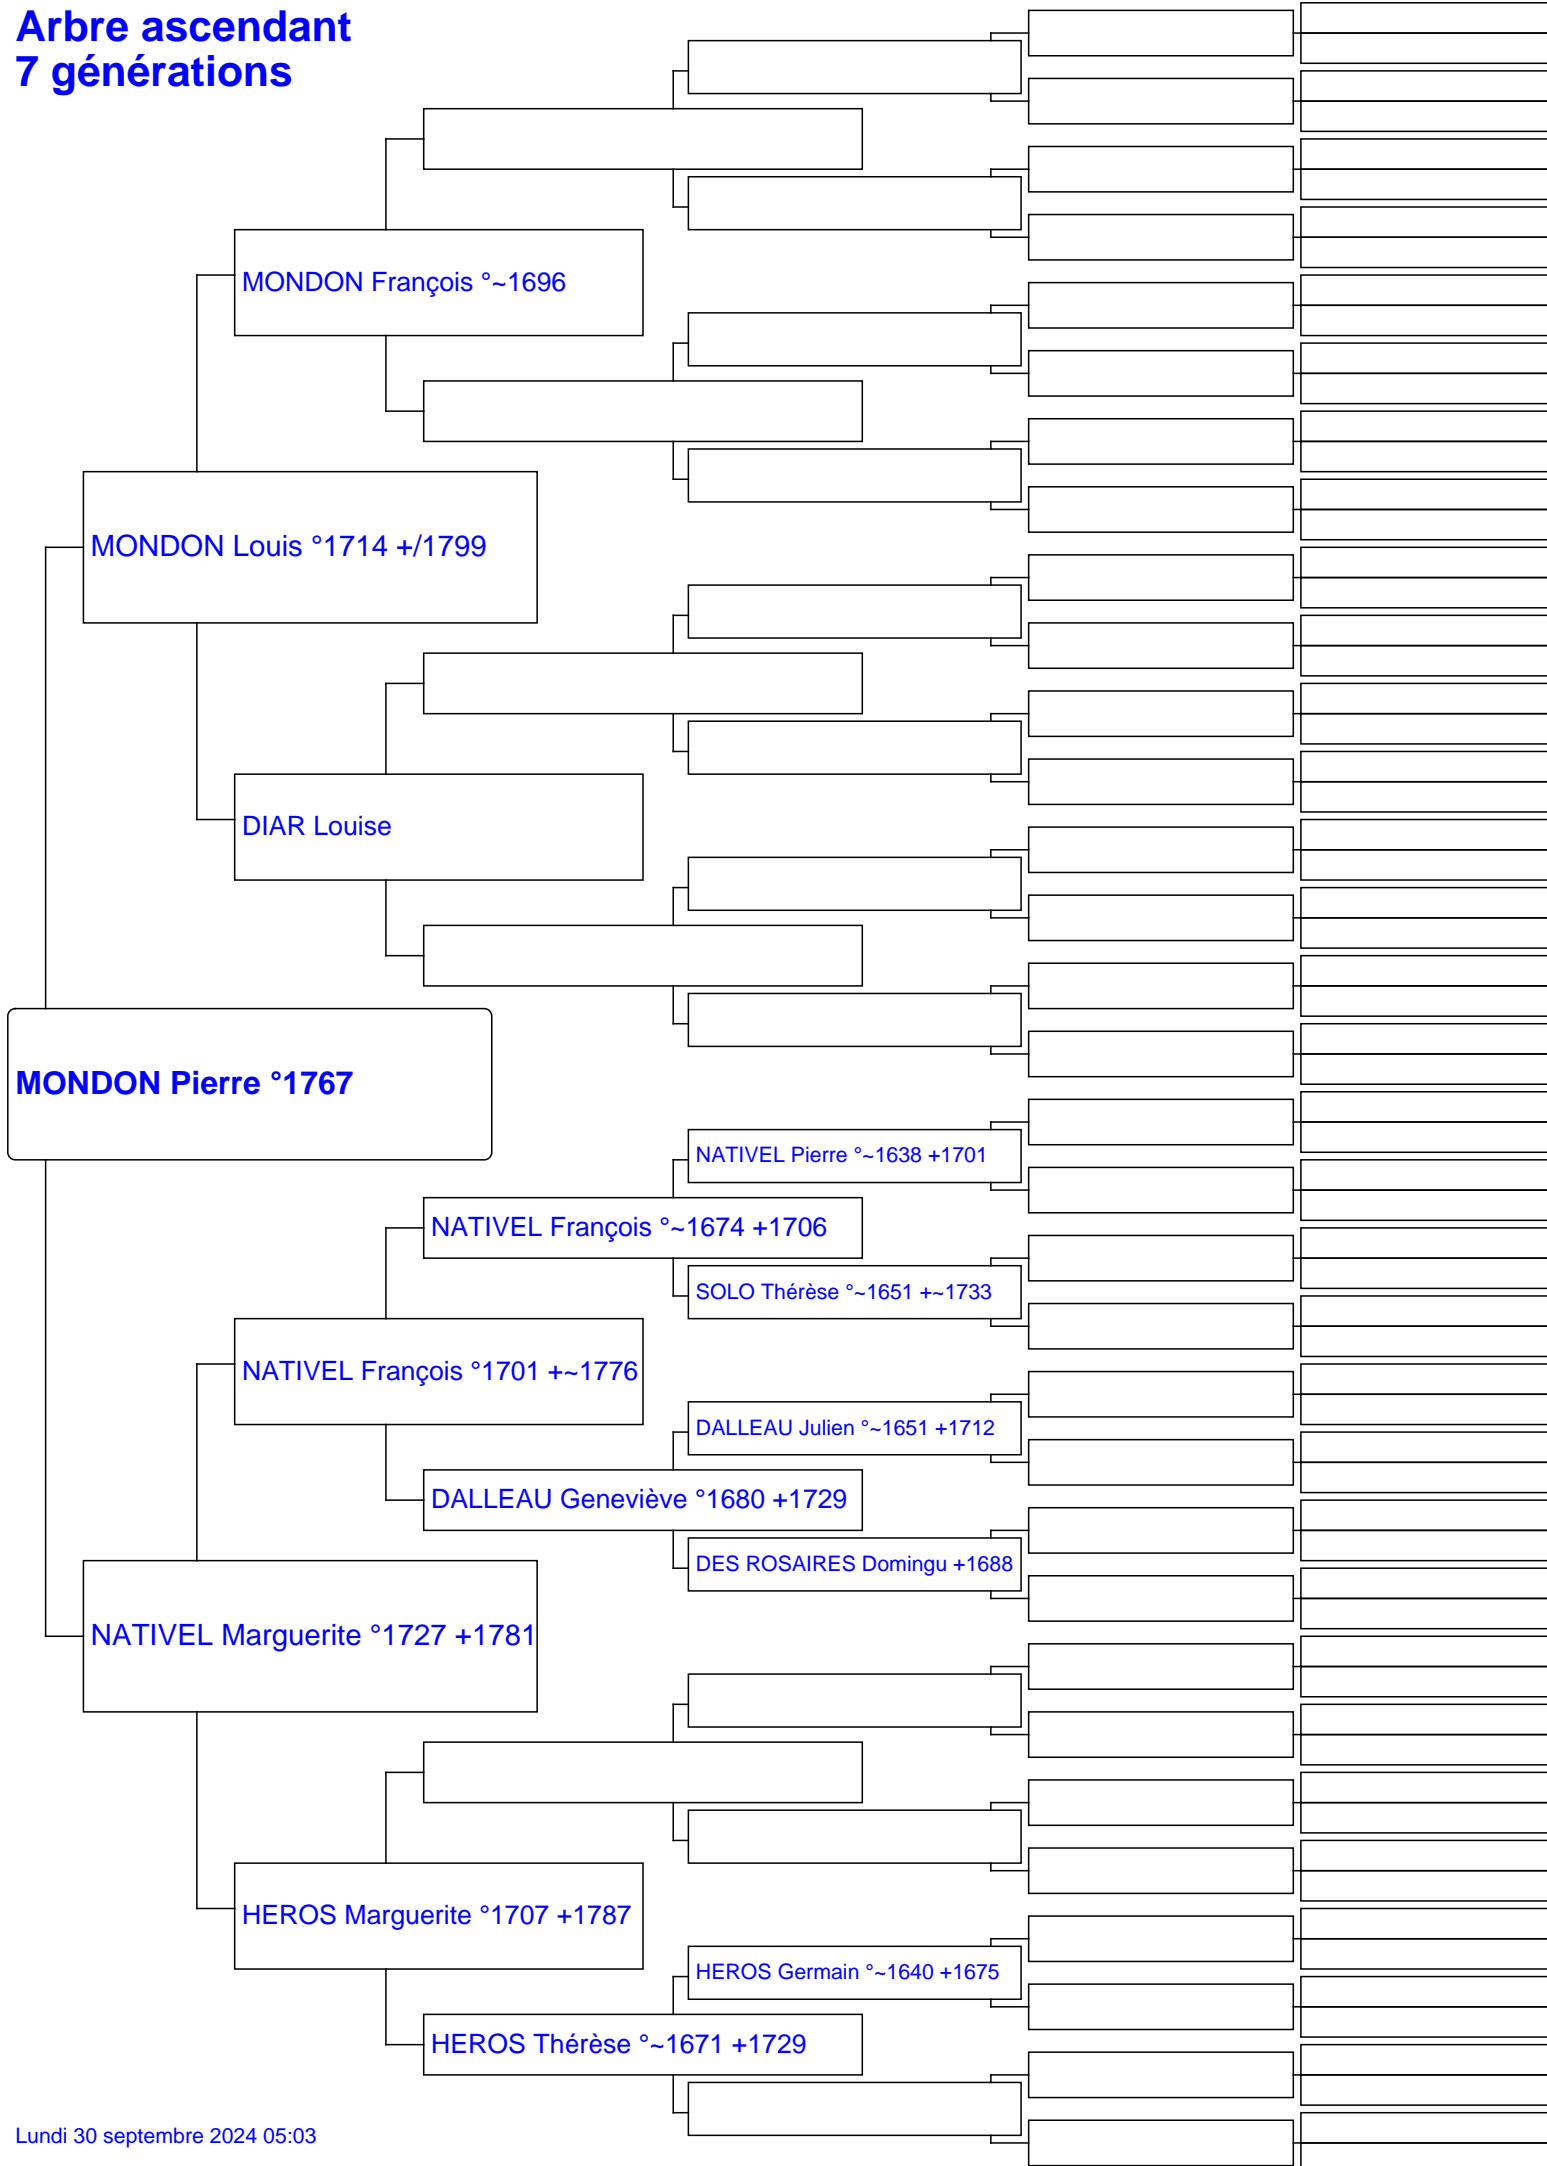 Arbre ascendant
7 générations
MONDON François °~1696
MONDON Louis °1714 +/1799
DIAR Louise
MONDON Pierre °1767
NATIVEL Pierre °~1638 +1701
NATIVEL François °~1674 +1706
SOLO Thérèse °~1651 +~1733
NATIVEL François °1701 +~1776
DALLEAU Julien °~1651 +1712
DALLEAU Geneviève °1680 +1729
DES ROSAIRES Domingu +1688
NATIVEL Marguerite °1727 +1781
HEROS Marguerite °1707 +1787
HEROS Germain °~1640 +1675
HEROS Thérèse °~1671 +1729
Lundi 30 septembre 2024 05:03